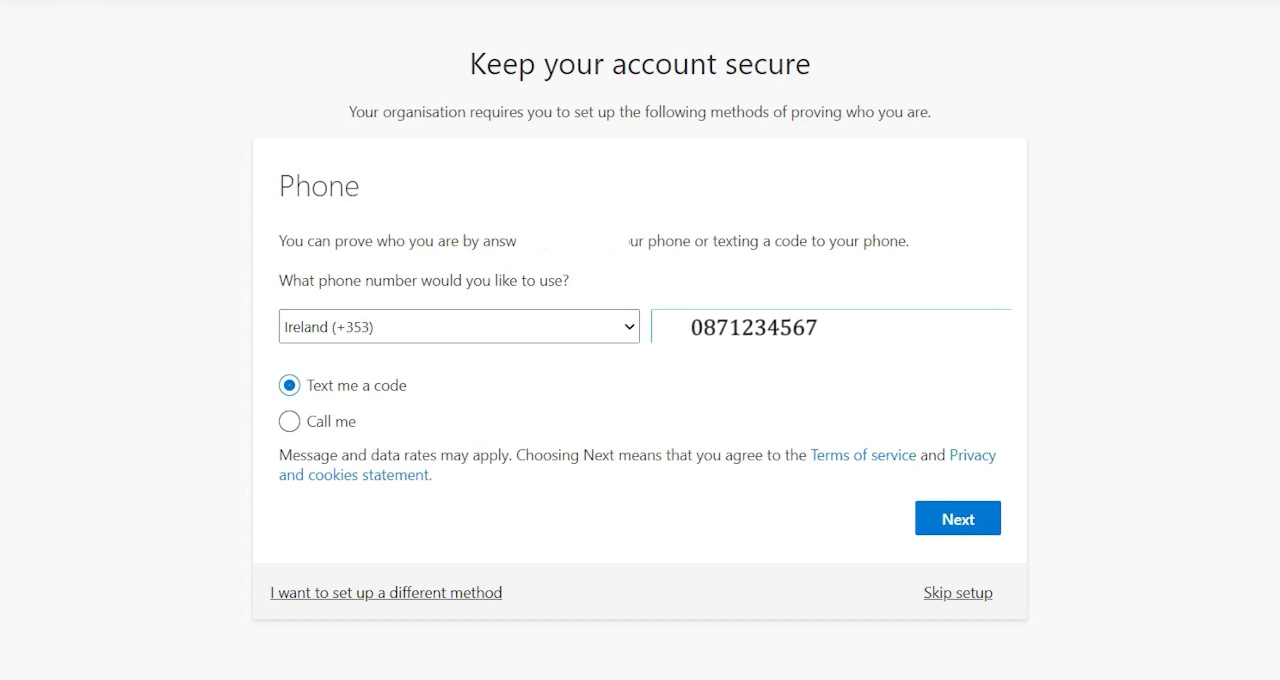 Keep your account secure
Your organisation requires you to set up the following methods of proving who you are.
Phone
You can prove who you are by answ ur phone or texting a code to your phone.
What phone number would you like to use?
Ireland (+353)
0871234567
Text me a code
Call me
Message and data rates may apply. Choosing Next means that you agree to the Terms of service and Privacy
and cookies statement.
Next
I want to set up a different method
Skip setup